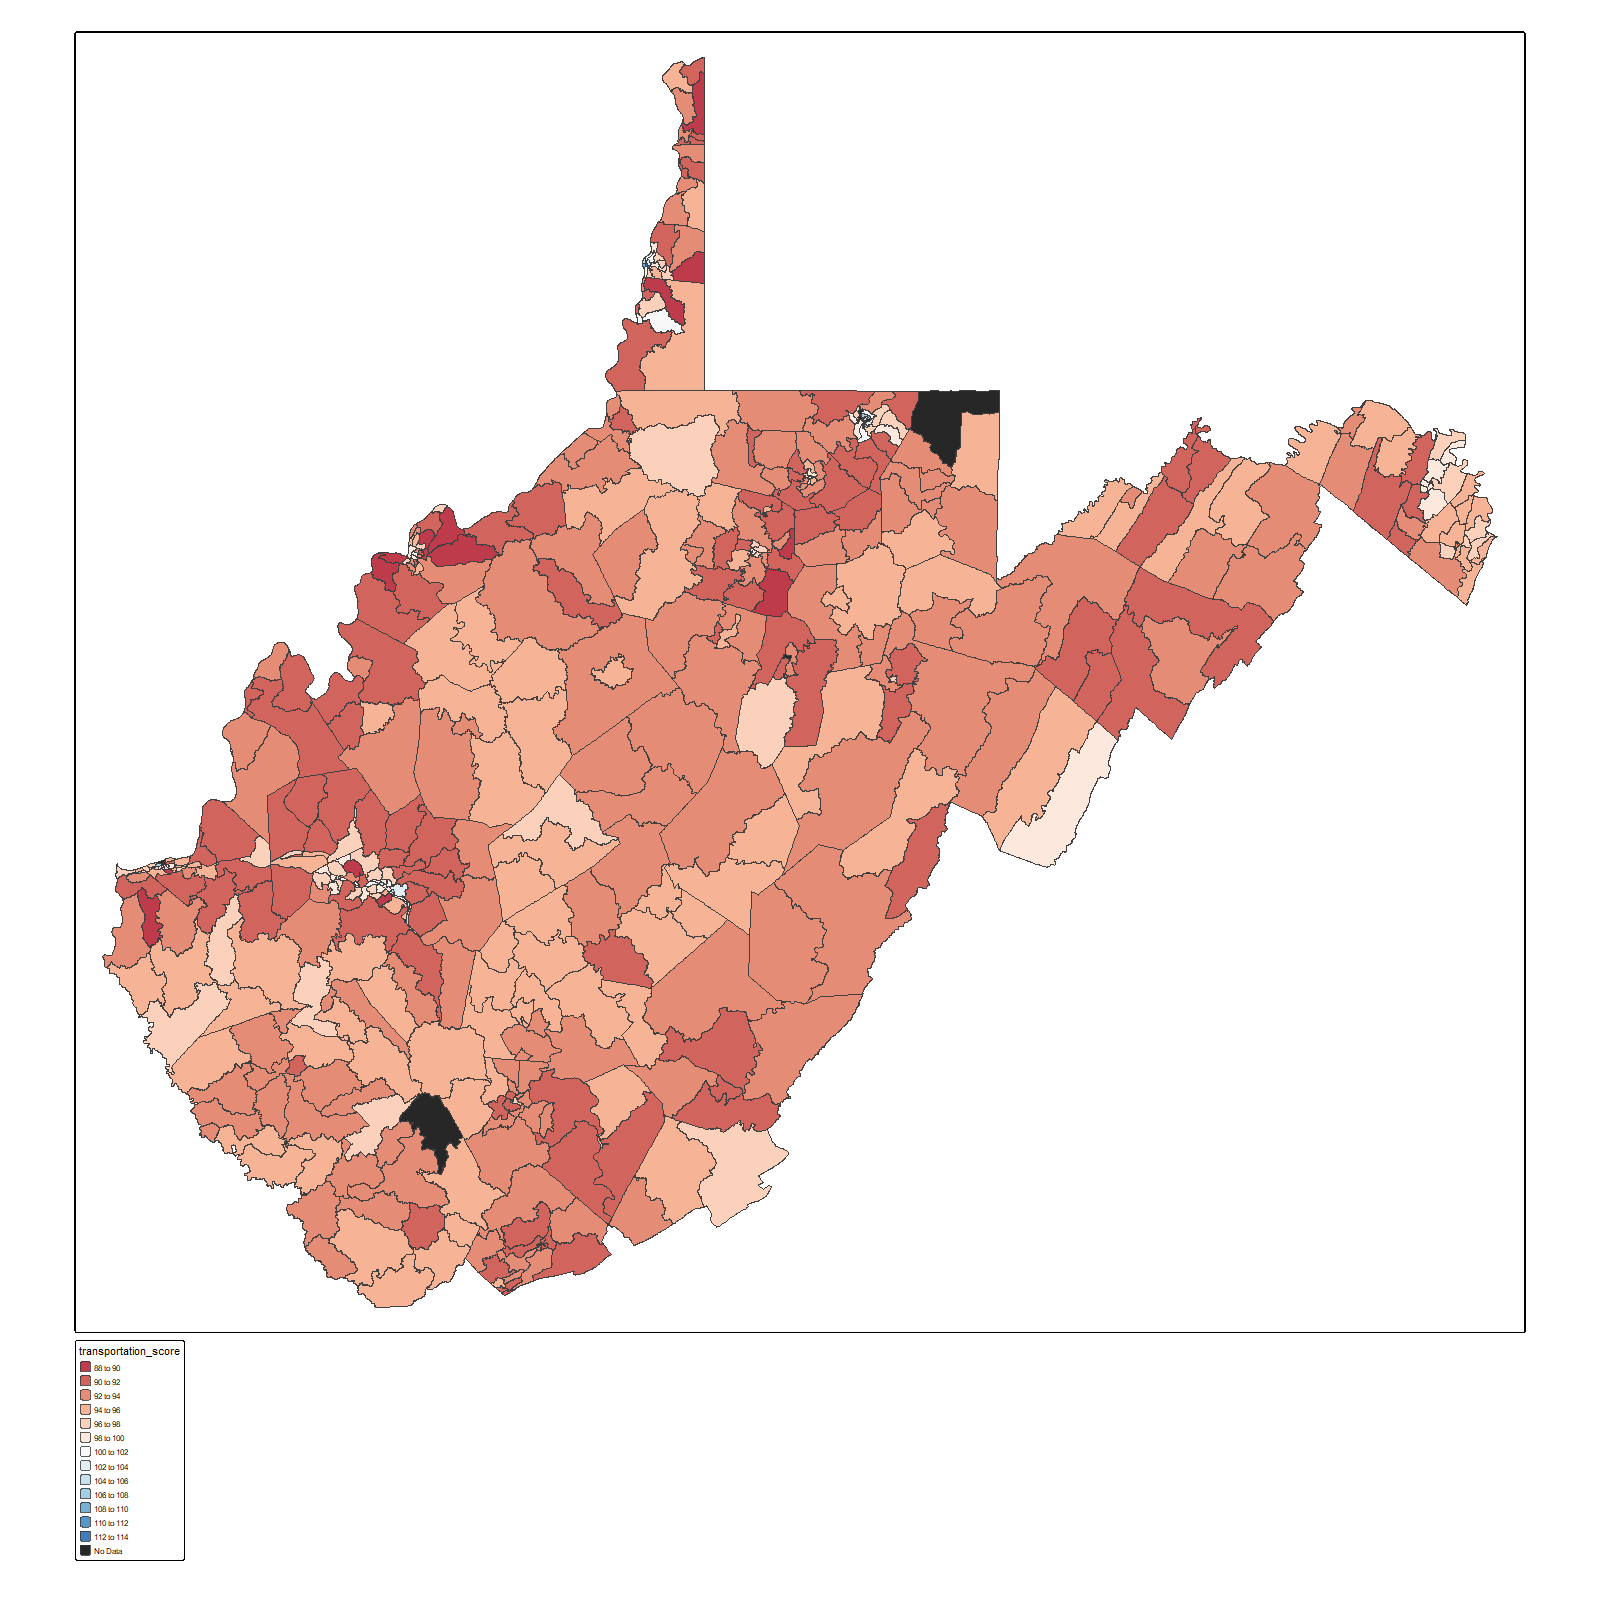 transportation_score
88 to 90
90 to 92
92 to 94
94 to 96
96 to 98
98 to 100
100 to 102
102 to 104
104 to 106
106 to 108
108 to 110
110 to 112
112 to 114
No Data